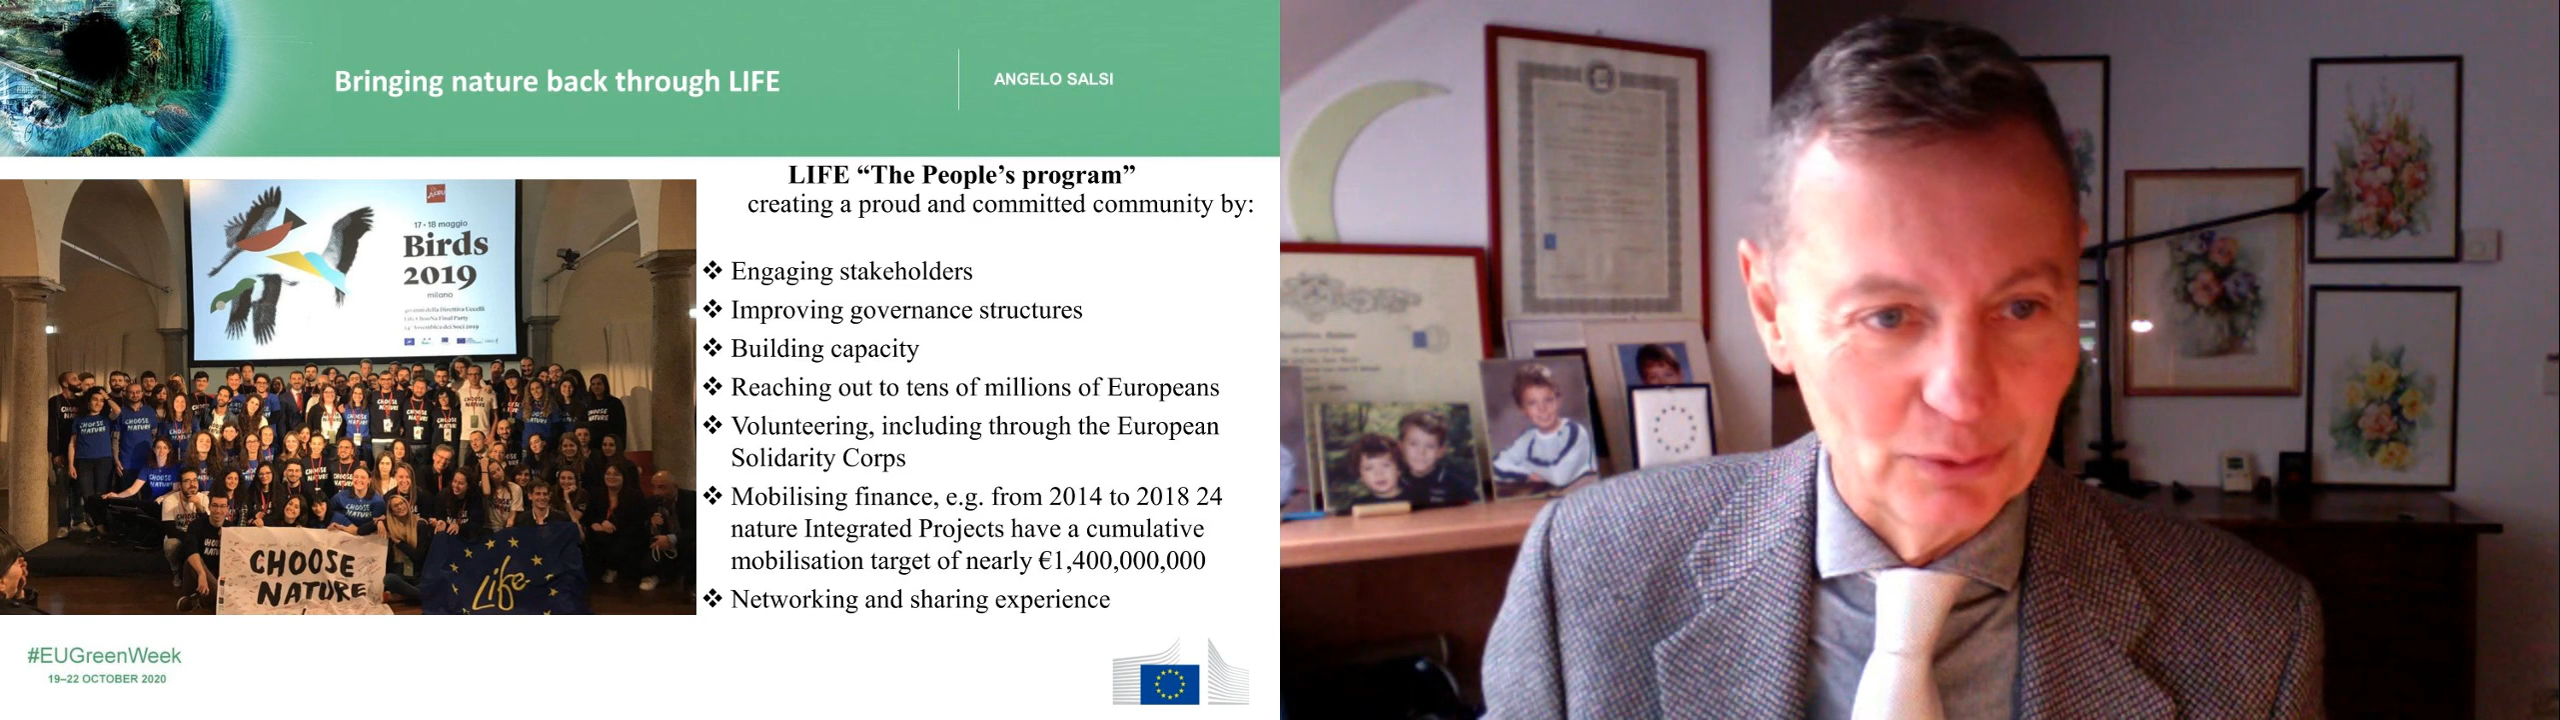 Bringing nature back through LIFE
ANGELO SALSI
LIFE “The People’s program”
creating a proud and committed community by:
❖ Engaging stakeholders
❖ Improving governance structures
❖ Building capacity
❖ Reaching out to tens of millions of Europeans
❖ Volunteering, including through the European
Solidarity Corps
❖ Mobilising finance, e.g. from 2014 to 2018 24
nature Integrated Projects have a cumulative
mobilisation target of nearly €1,400,000,000
❖ Networking and sharing experience
17 - 18 maggio
Birds
2019
milano
CHOOSE
NATURE
CHOOSE
NATURE
Life
#EUGreenWeek
19–22 OCTOBER 2020